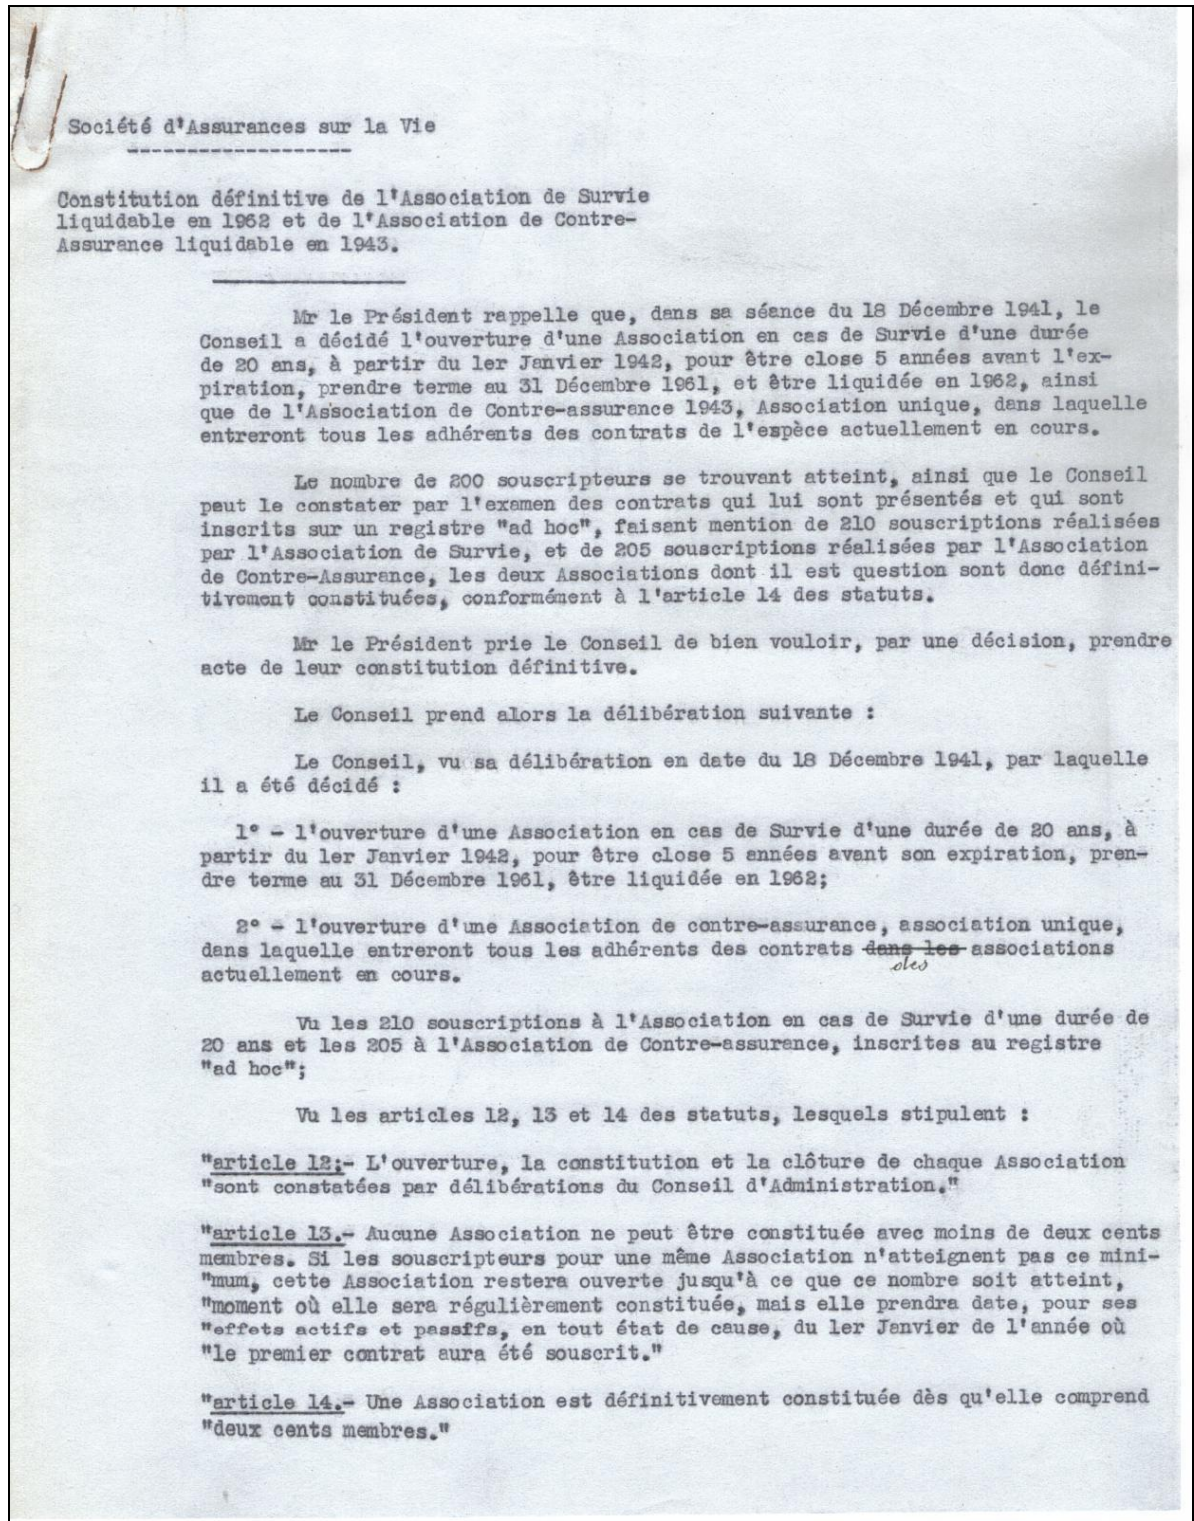 Société d'Assurances sur la Vie
-------------------
Constitution définitive de l'Association de Survie
liquidable en 1962 et de l'Association de Contre-
Assurance liquidable en 1943.
Mr le Président rappelle que, dans sa séance du 18 Décembre 1941, le
Conseil a décidé l'ouverture d'une Association en cas de Survie d'une durée
de 20 ans, à partir du 1er Janvier 1942, pour être close 5 années avant l'ex-
piration, prendre terme au 31 Décembre 1961, et être liquidée en 1962, ainsi
que de l'Association de Contre-assurance 1943, Association unique, dans laquelle
entreront tous les adhérents des contrats de l'espèce actuellement en cours.
Le nombre de 200 souscripteurs se trouvant atteint, ainsi que le Conseil
peut le constater par l'examen des contrats qui lui sont présentés et qui sont
inscrits sur un registre "ad hoc", faisant mention de 210 souscriptions réalisées
par l'Association de Survie, et de 205 souscriptions réalisées par l'Association
de Contre-Assurance, les deux Associations dont il est question sont donc défini-
tivement constituées, conformément à l'article 14 des statuts.
Mr le Président prie le Conseil de bien vouloir, par une décision, prendre
acte de leur constitution définitive.
Le Conseil prend alors la délibération suivante :
Le Conseil, vu sa délibération en date du 18 Décembre 1941, par laquelle
il a été décidé :
1° - l'ouverture d'une Association en cas de Survie d'une durée de 20 ans, à
partir du 1er Janvier 1942, pour être close 5 années avant son expiration, pren-
dre terme au 31 Décembre 1961, être liquidée en 1962;
2° - l'ouverture d'une Association de contre-assurance, association unique,
dans laquelle entreront tous les adhérents des contrats dans les associations
des
actuellement en cours.
Vu les 210 souscriptions à l'Association en cas de Survie d'une durée de
20 ans et les 205 à l'Association de Contre-assurance, inscrites au registre
"ad hoc";
Vu les articles 12, 13 et 14 des statuts, lesquels stipulent :
"article 12:- L'ouverture, la constitution et la clôture de chaque Association
"sont constatées par délibérations du Conseil d'Administration."
"article 13.- Aucune Association ne peut être constituée avec moins de deux cents
membres. Si les souscripteurs pour une même Association n'atteignent pas ce mini-
"mum, cette Association restera ouverte jusqu'à ce que ce nombre soit atteint,
"moment où elle sera régulièrement constituée, mais elle prendra date, pour ses
"effets actifs et passifs, en tout état de cause, du 1er Janvier de l'année où
"le premier contrat aura été souscrit."
"article 14.- Une Association est définitivement constituée dès qu'elle comprend
"deux cents membres."